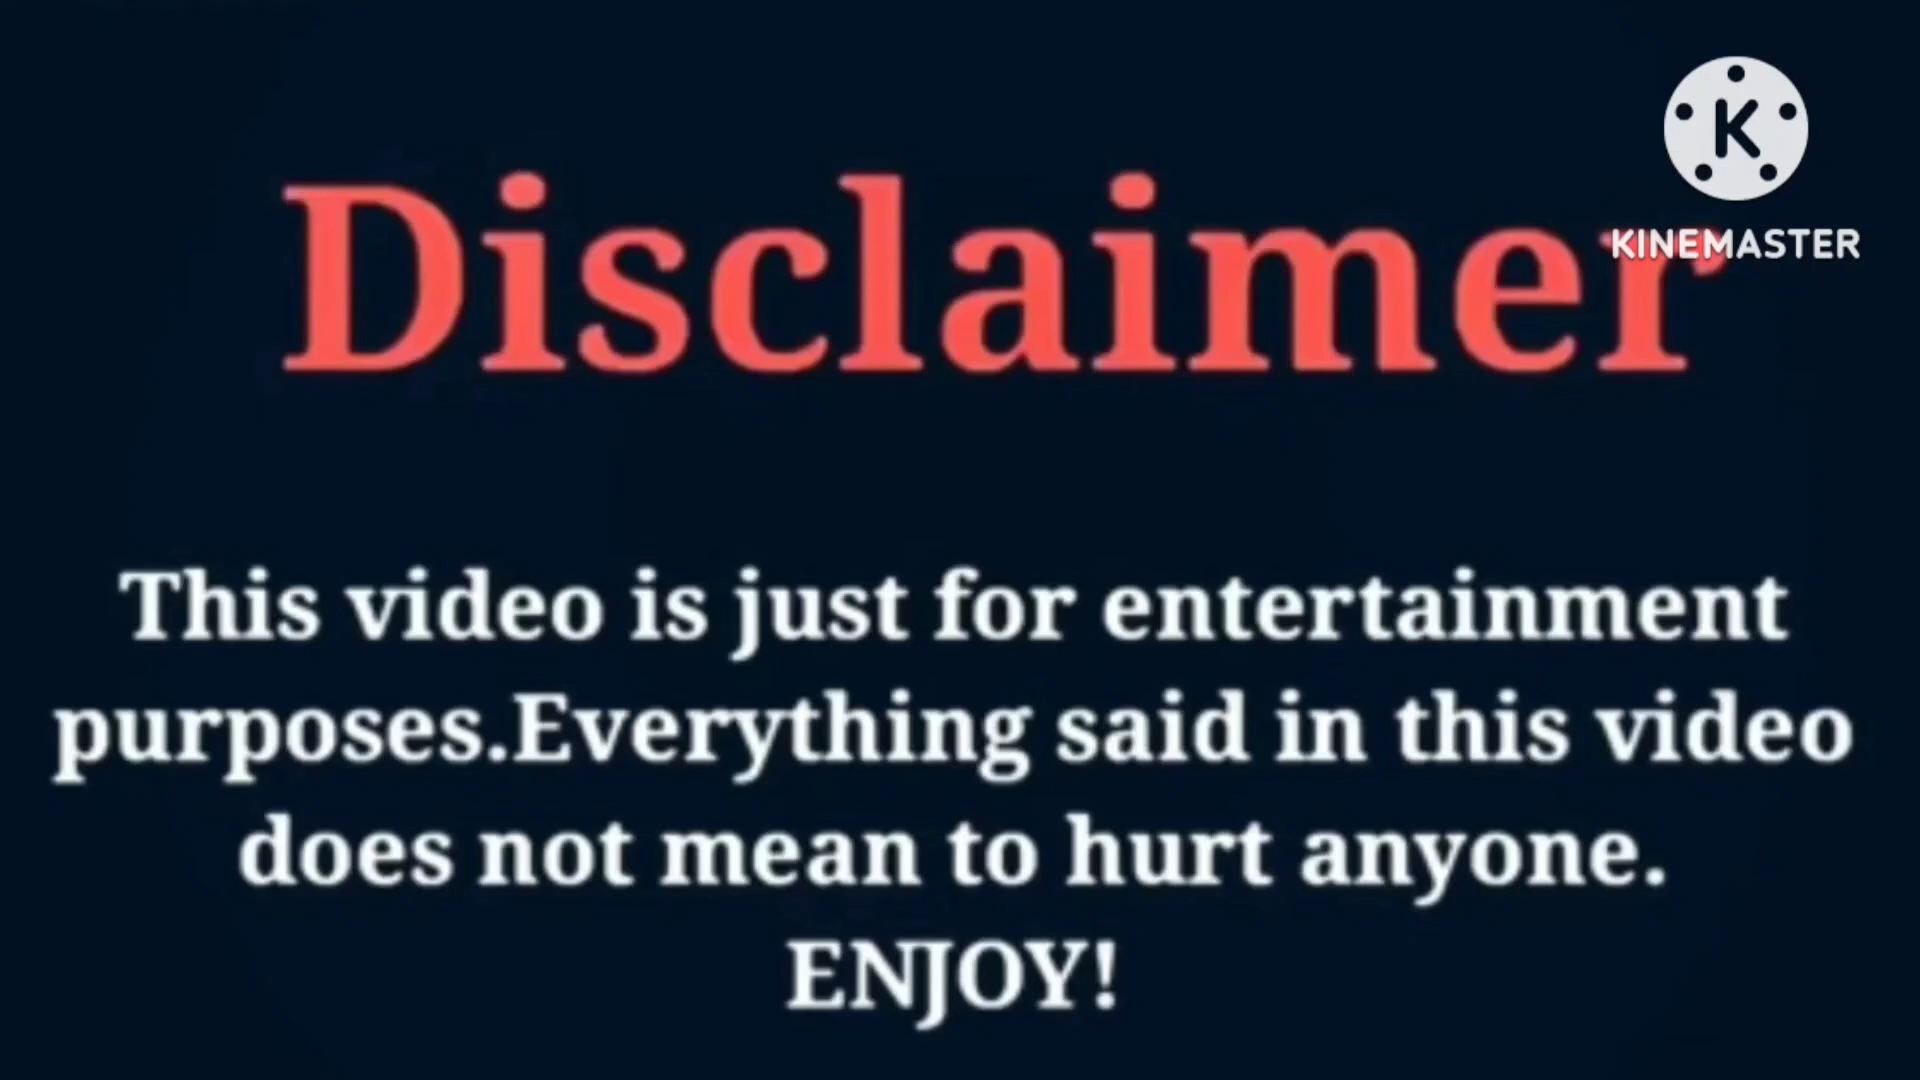 K
KINEMASTER
Disclaimer
This video is just for entertainment
purposes.Everything said in this video
does not mean to hurt anyone.
ENJOY!